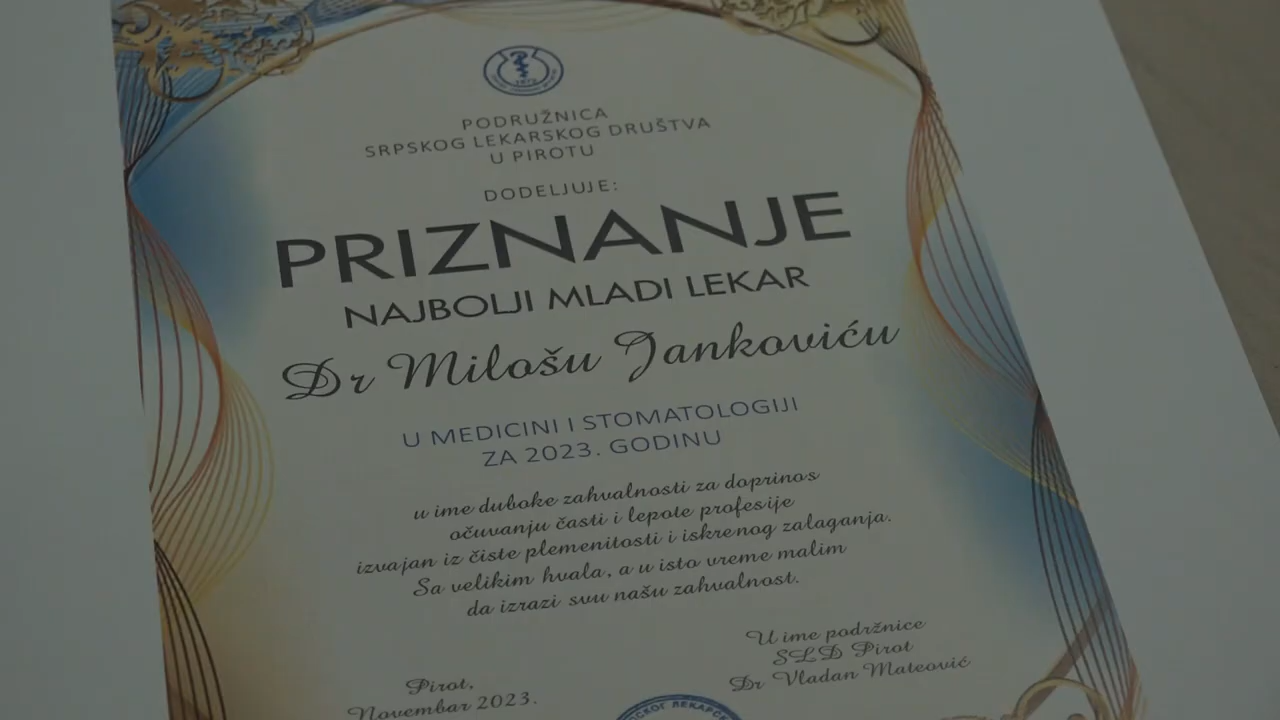 PODRUŽNICA
SRPSKOG LEKARSKOG DRUŠTVA
U PIROTU
DODELJUJE:
PRIZNANJE
NAJBOLJI MLADI LEKAR
Dr Milošu Jankoviću
U MEDICINI I STOMATOLOGIJI
ZA 2023. GODINU
u ime duboke zahvalnosti za doprinos
očuvanju časti i lepote profesije
izvajan iz čiste plemenitosti i iskrenog zalaganja.
Sa velikim hvala, a u isto vreme malim
da izrazi svu našu zahvalnost.
U ime podržnice
SLD Pirot
Dr Vladan Mateović
Pirot,
Novembar 2023.